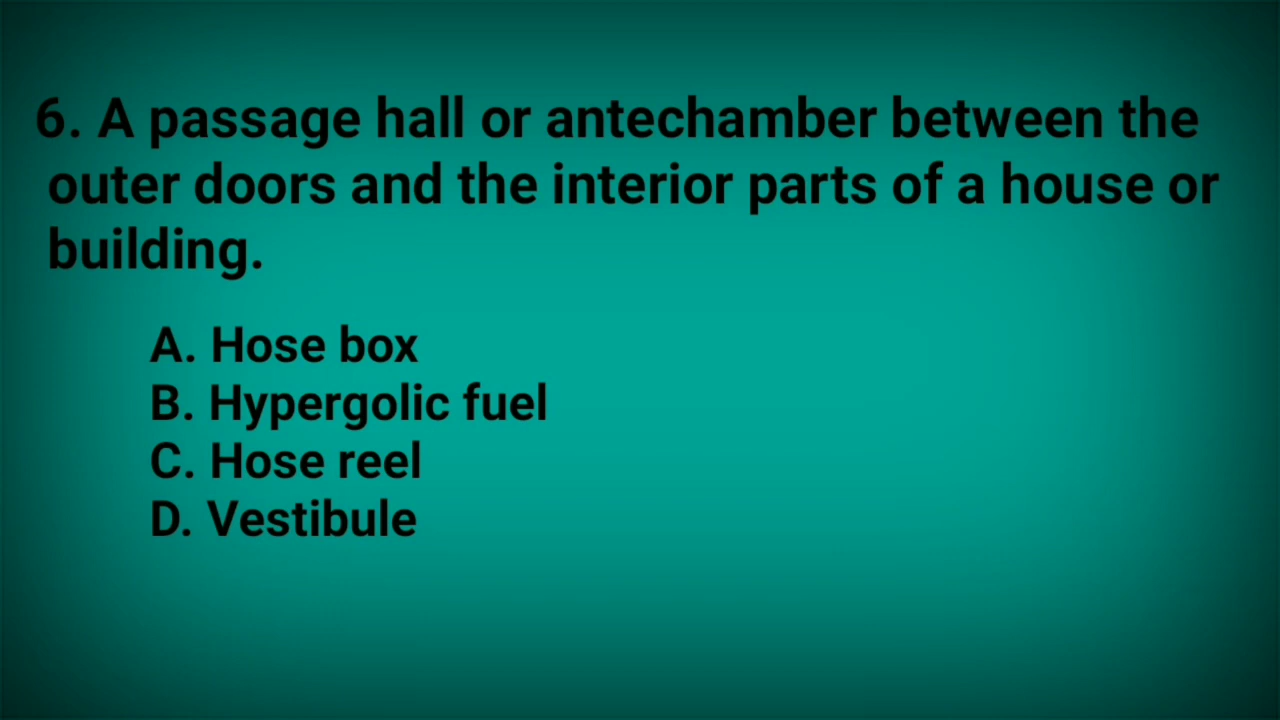 6. A passage hall or antechamber between the
outer doors and the interior parts of a house or
building.
A. Hose box
B. Hypergolic fuel
C. Hose reel
D. Vestibule